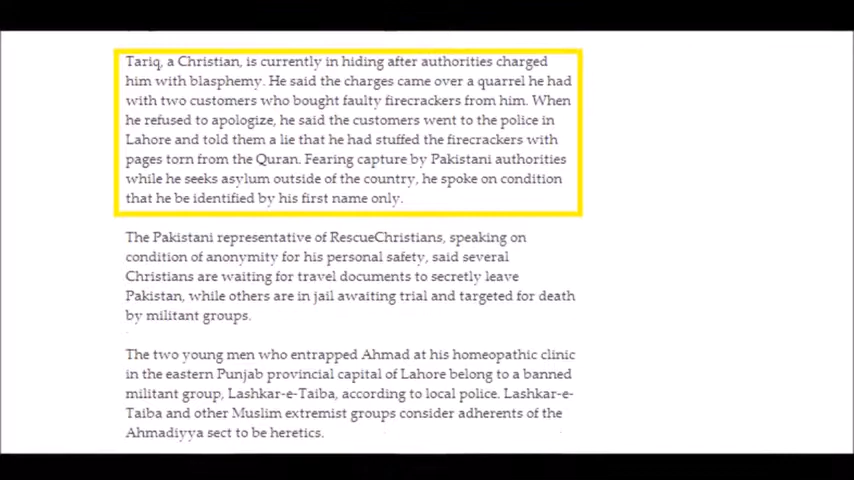 Tariq, a Christian, is currently in hiding after authorities charged
him with blasphemy. He said the charges came over a quarrel he had
with two customers who bought faulty firecrackers from him. When
he refused to apologize, he said the customers went to the police in
Lahore and told them a lie that he had stuffed the firecrackers with
pages torn from the Quran. Fearing capture by Pakistani authorities
while he seeks asylum outside of the country, he spoke on condition
that he be identified by his first name only.
The Pakistani representative of RescueChristians, speaking on
condition of anonymity for his personal safety, said several
Christians are waiting for travel documents to secretly leave
Pakistan, while others are in jail awaiting trial and targeted for death
by militant groups.
The two young men who entrapped Ahmad at his homeopathic clinic
in the eastern Punjab provincial capital of Lahore belong to a banned
militant group, Lashkar-e-Taiba, according to local police. Lashkar-e-
Taiba and other Muslim extremist groups consider adherents of the
Ahmadiyya sect to be heretics.